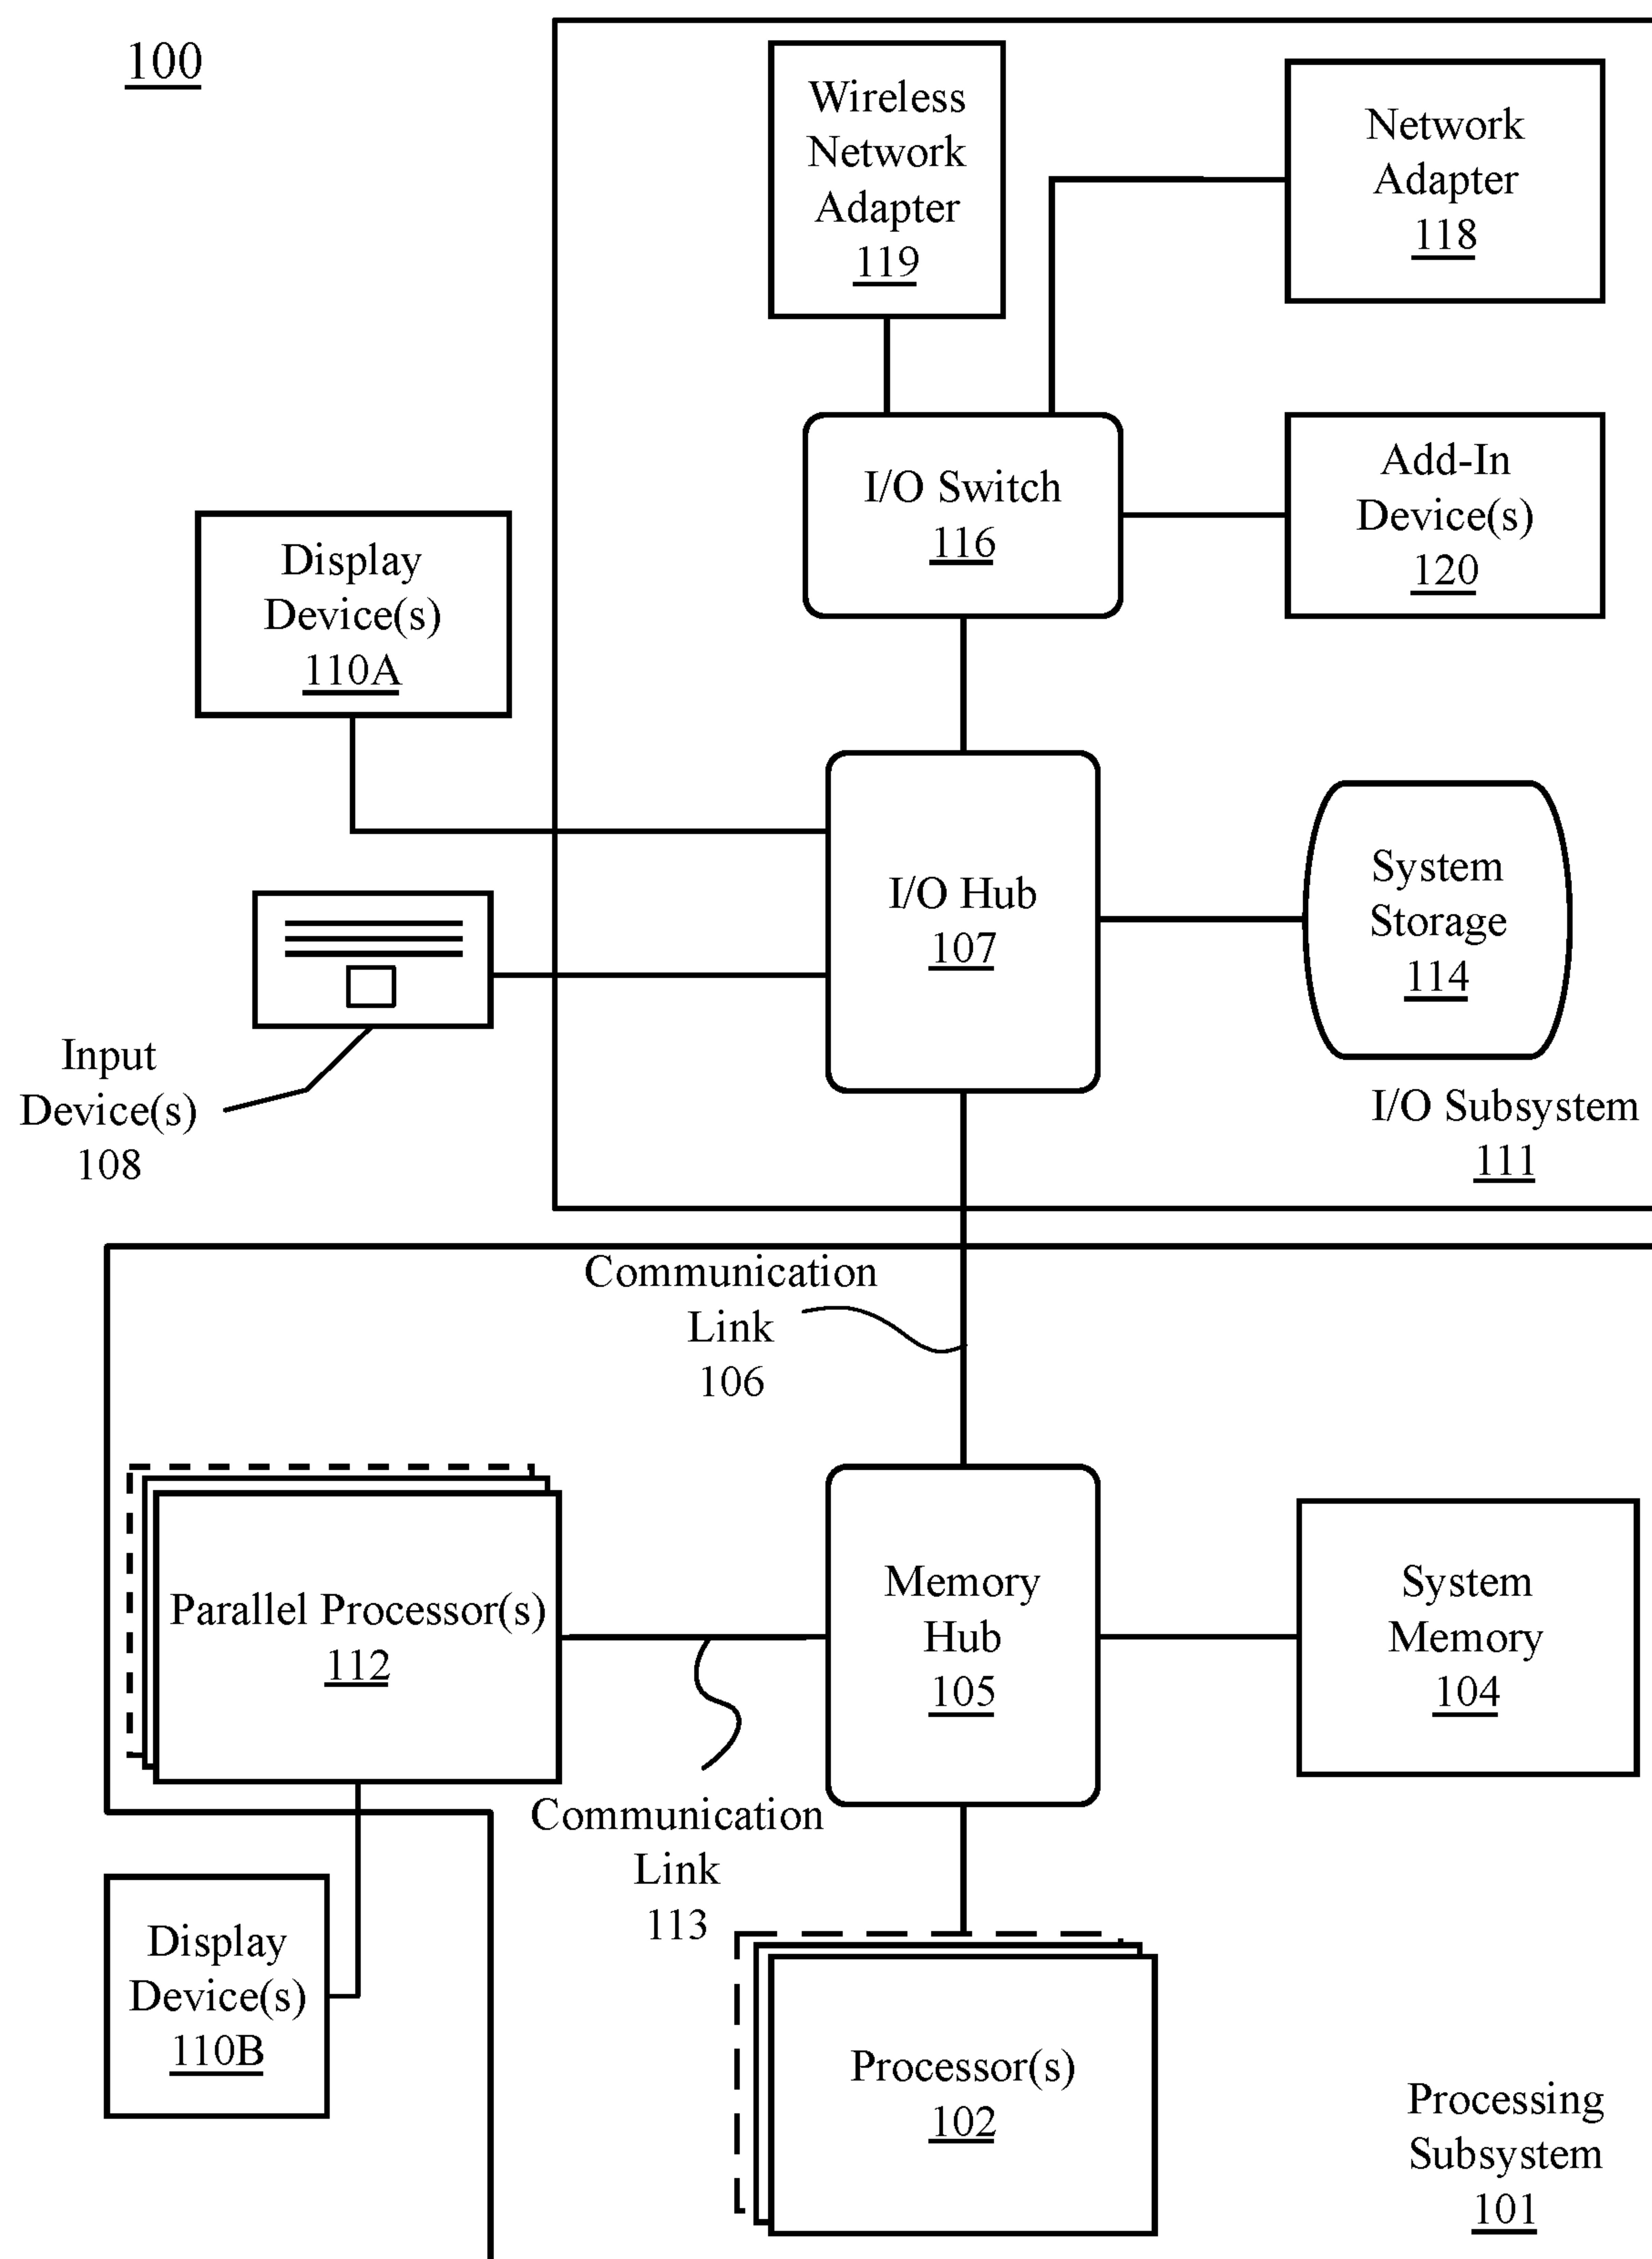 100
Wireless
Network
Adapter
119
Network
Adapter
118
I/O Switch
116
Add-In
Device(s)
120
Display
Device(s)
110A
I/O Hub
107
System
Storage
114
Input
Device(s)
108
I/O Subsystem
111
Communication
Link
106
Parallel Processor(s)
112
Memory
Hub
105
System
Memory
104
Communication
Link
113
Display
Device(s)
110B
Processor(s)
102
Processing
Subsystem
101